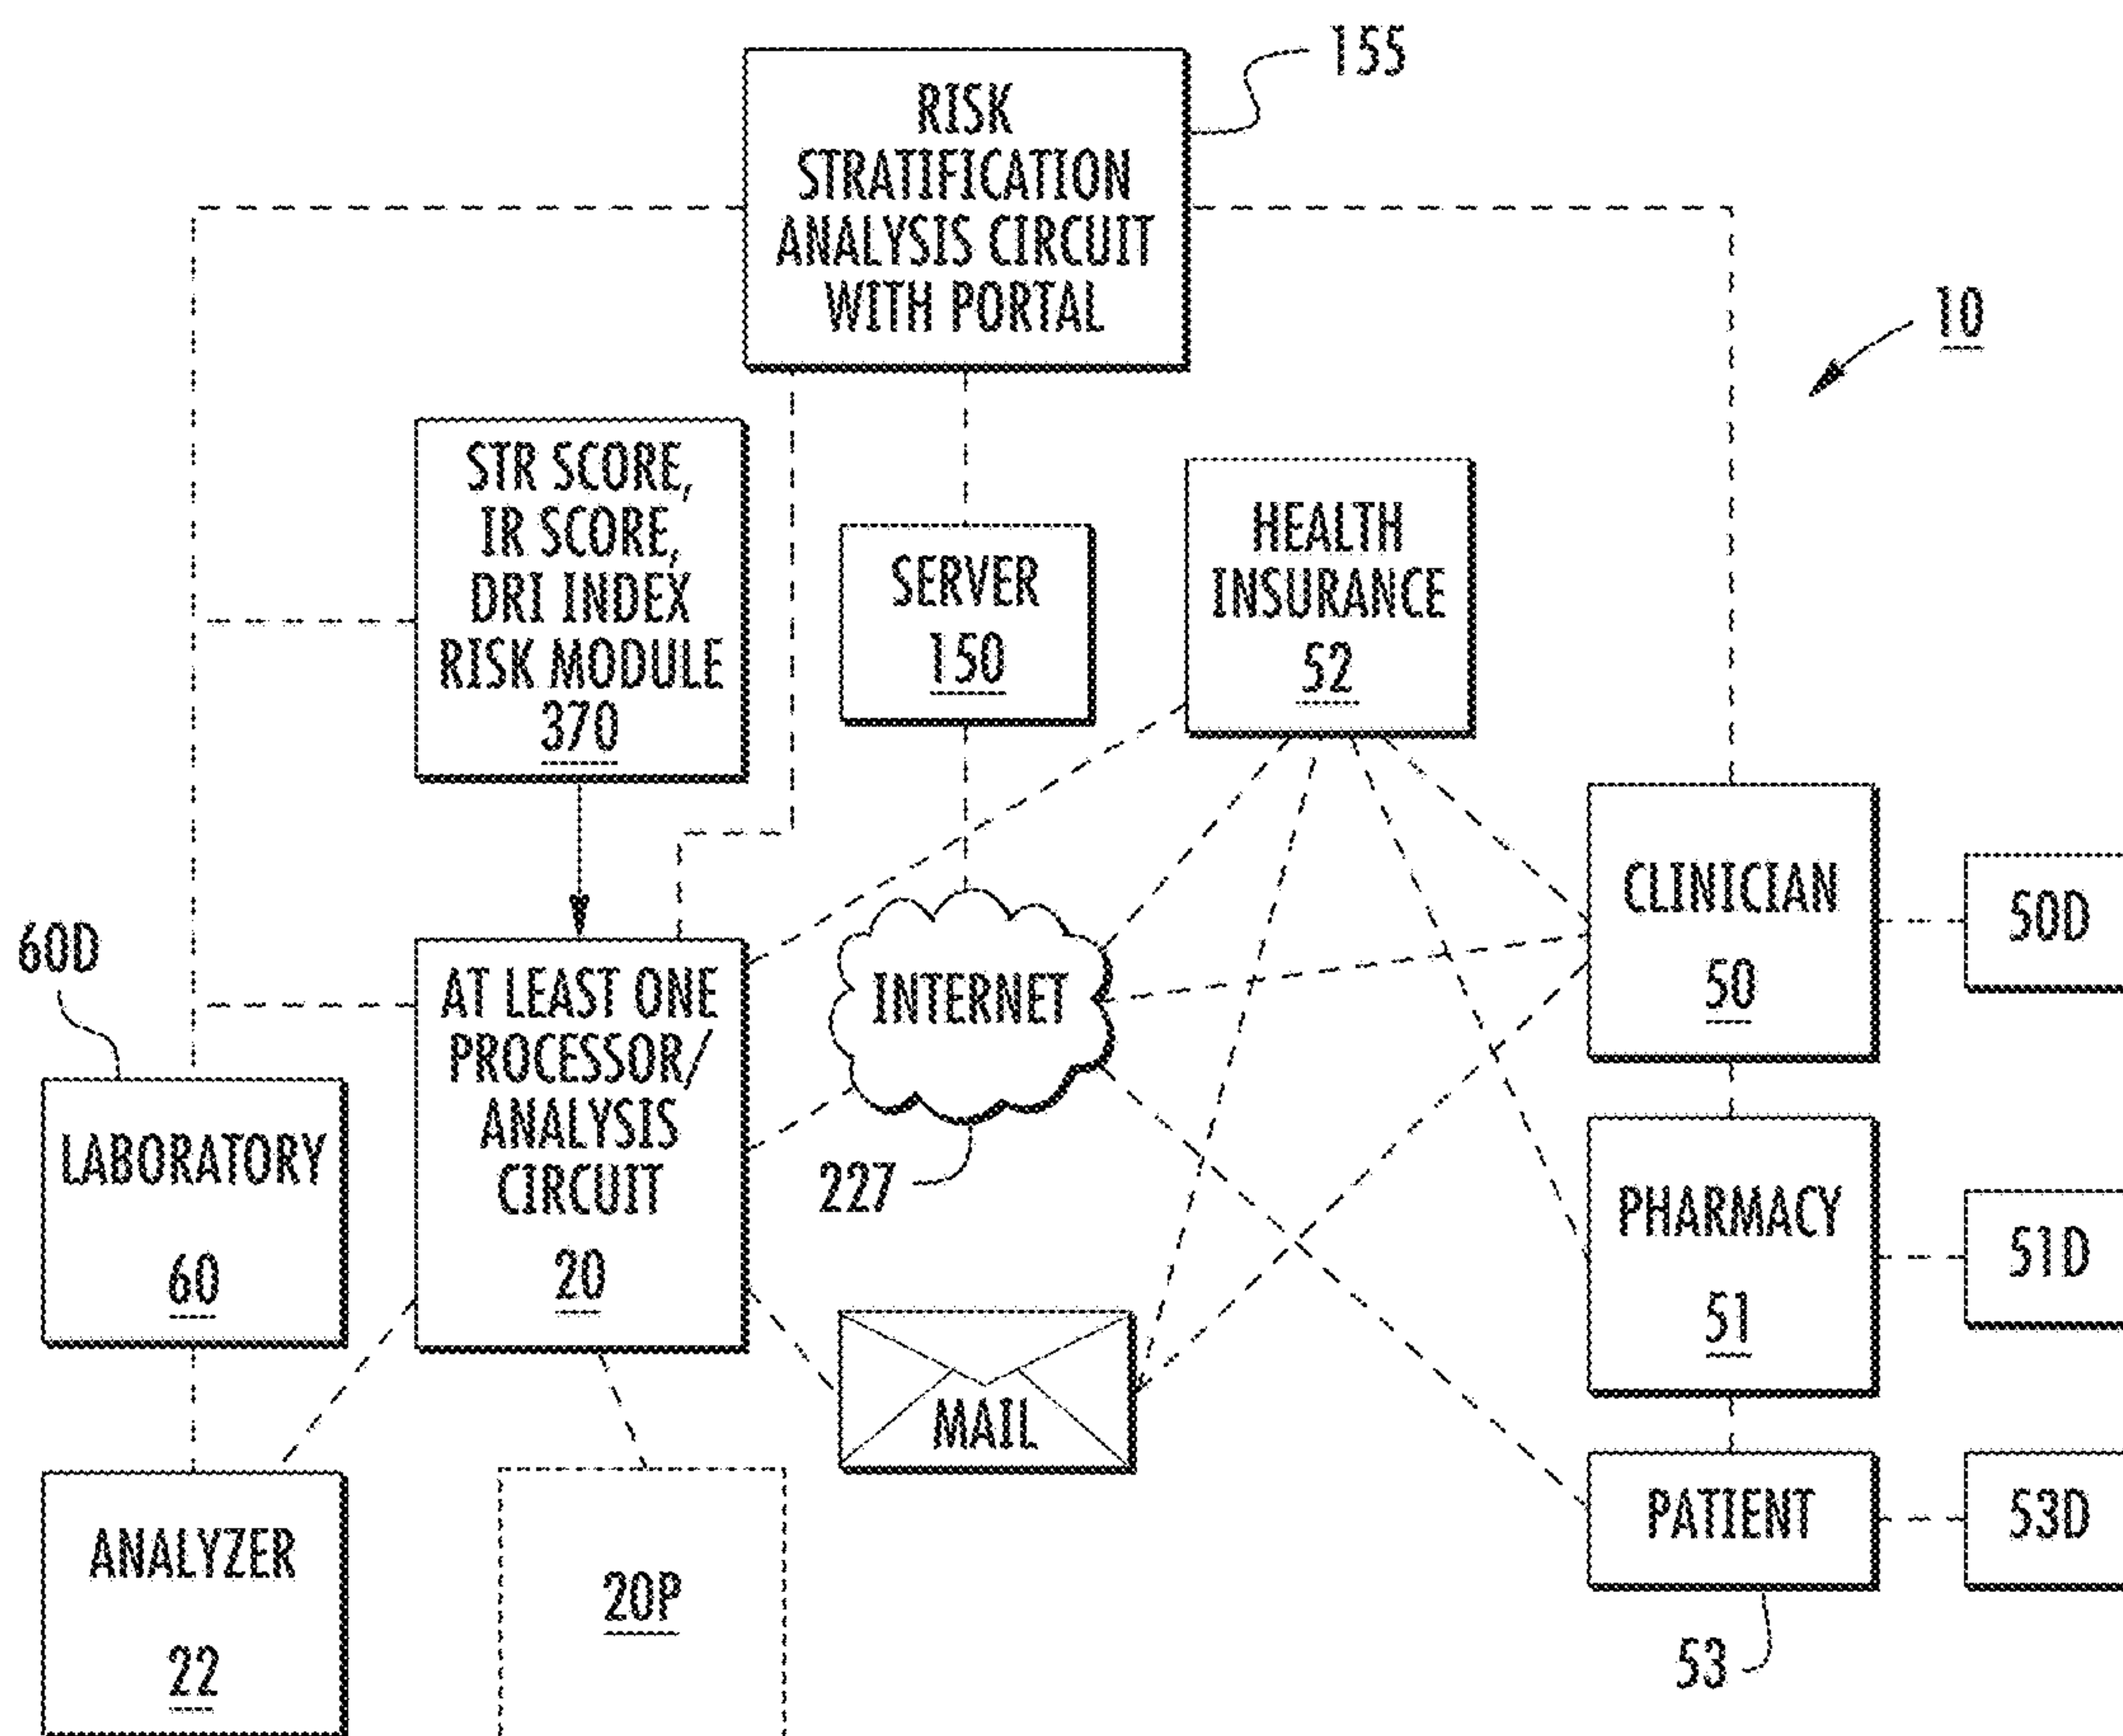 155
RISK
STRATIFICATION
ANALYSIS CIRCUIT
WITH PORTAL
10
STR SCORE,
IR SCORE,
DRI INDEX
RISK MODULE
370
SERVER
150
HEALTH
INSURANCE
52
CLINICIAN
50
50D
60D
AT LEAST ONE
PROCESSOR/
ANALYSIS
CIRCUIT
20
INTERNET
227
LABORATORY
60
PHARMACY
51
51D
MAIL
PATIENT
53D
53
ANALYZER
22
20P